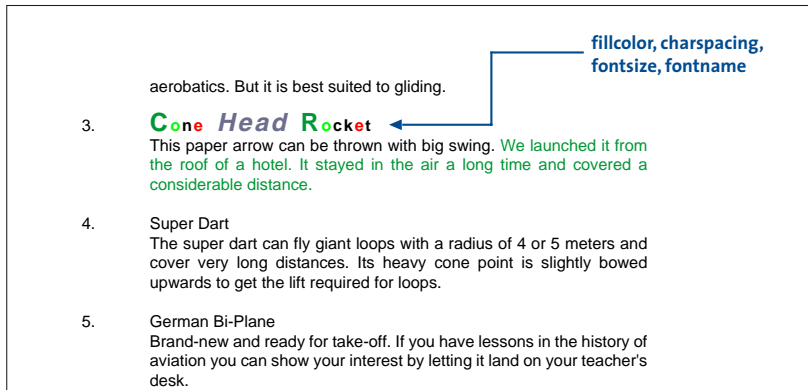 fillcolor, charspacing,
fontsize, fontname
aerobatics. But it is best suited to gliding.
3. Cone Head Rocket
This paper arrow can be thrown with big swing. We launched it from
the roof of a hotel. It stayed in the air a long time and covered a
considerable distance.
4. Super Dart
The super dart can fly giant loops with a radius of 4 or 5 meters and
cover very long distances. Its heavy cone point is slightly bowed
upwards to get the lift required for loops.
5. German Bi-Plane
Brand-new and ready for take-off. If you have lessons in the history of
aviation you can show your interest by letting it land on your teacher's
desk.